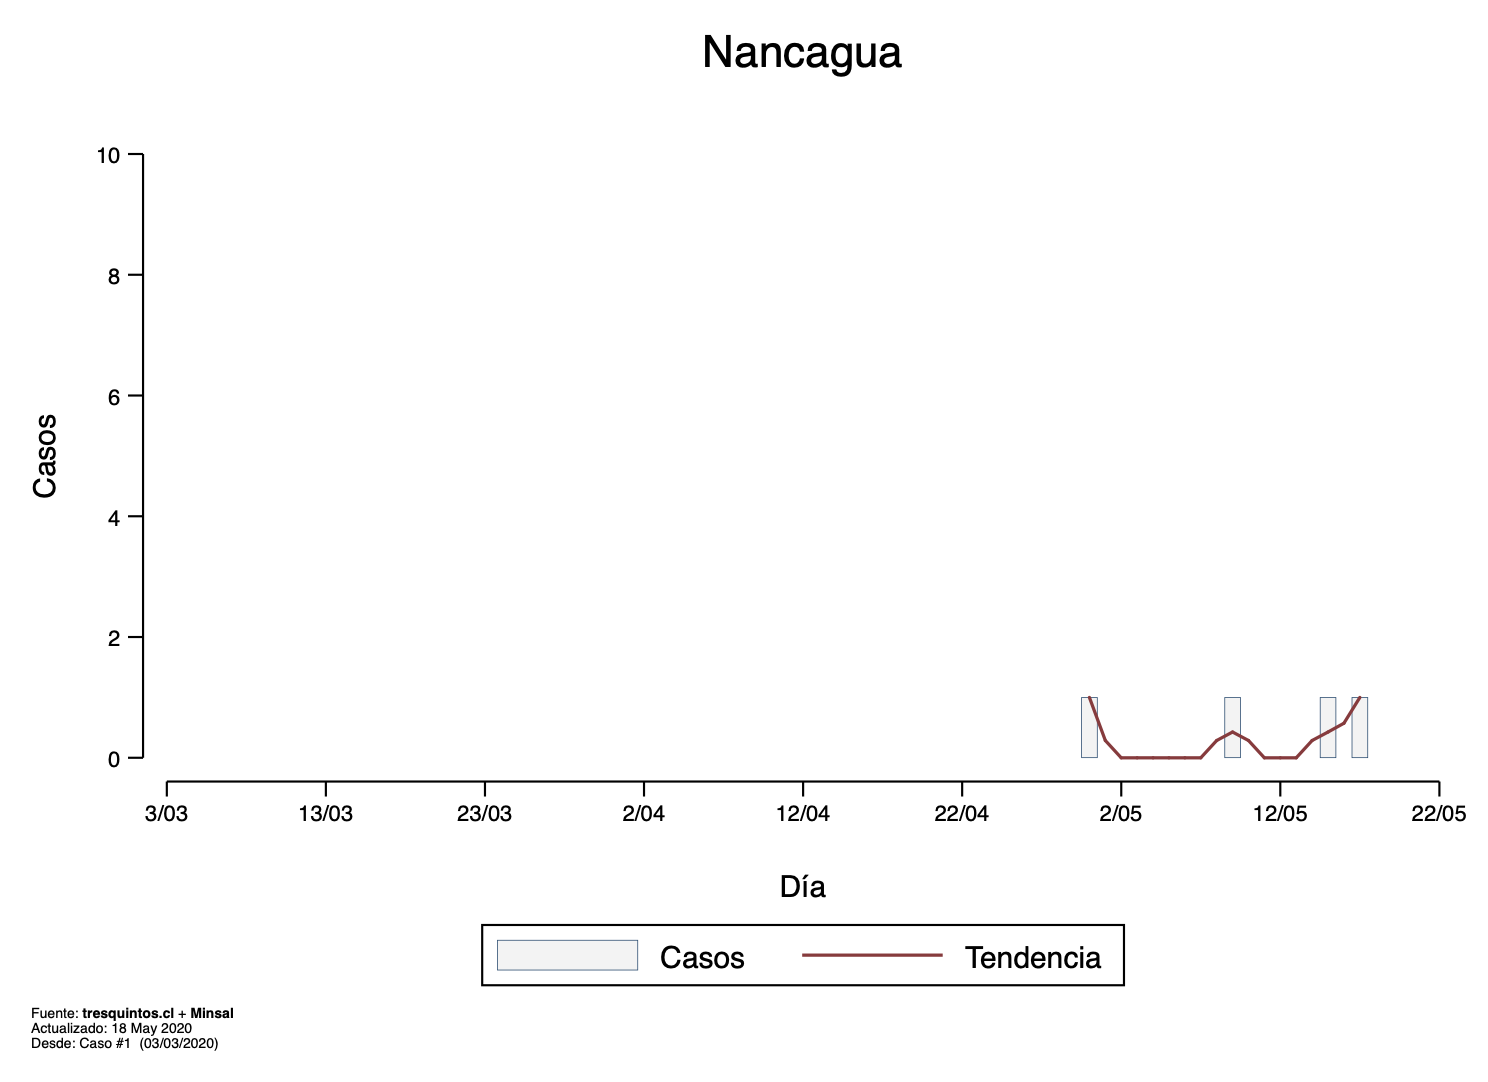 Nancagua
10
8
6
4
2
0
Casos
3/03 13/03 23/03 2/04 12/04 22/04 2/05 12/05 22/05
Día
Casos Tendencia
Fuente: tresquintos.cl + Minsal
Actualizado: 18 May 2020
Desde: Caso #1 (03/03/2020)